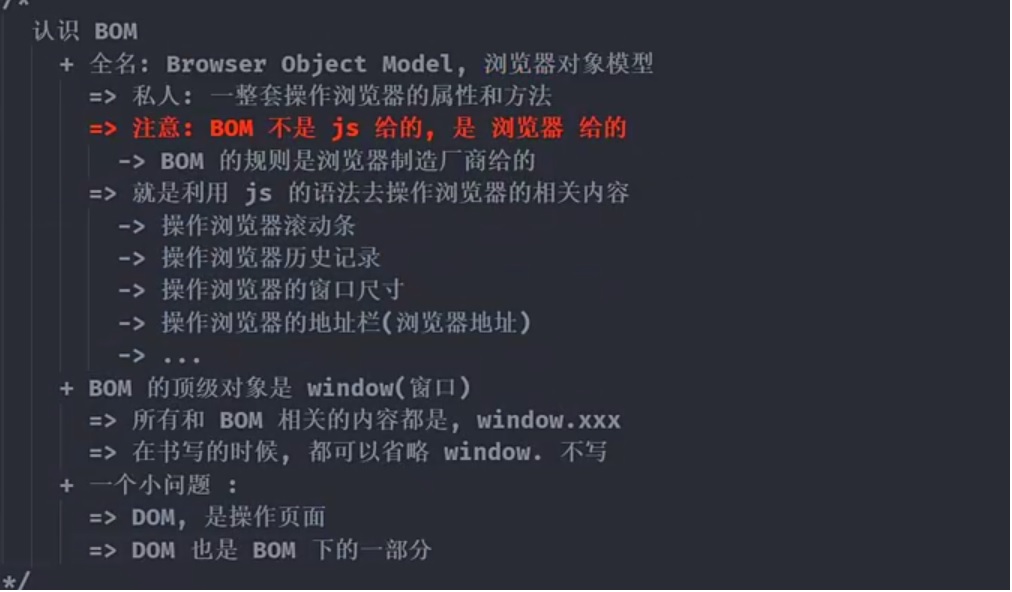 /*
认识 BOM
+ 全名: Browser Object Model, 浏览器对象模型
=> 私人: 一整套操作浏览器的属性和方法
=> 注意: BOM 不是 js 给的, 是 浏览器 给的
-> BOM 的规则是浏览器制造厂商给的
=> 就是利用 js 的语法去操作浏览器的相关内容
-> 操作浏览器滚动条
-> 操作浏览器历史记录
-> 操作浏览器的窗口尺寸
-> 操作浏览器的地址栏(浏览器地址)
-> ...
+ BOM 的顶级对象是 window(窗口)
=> 所有和 BOM 相关的内容都是, window.xxx
=> 在书写的时候, 都可以省略 window. 不写
+ 一个小问题 :
=> DOM, 是操作页面
=> DOM 也是 BOM 下的一部分
*/